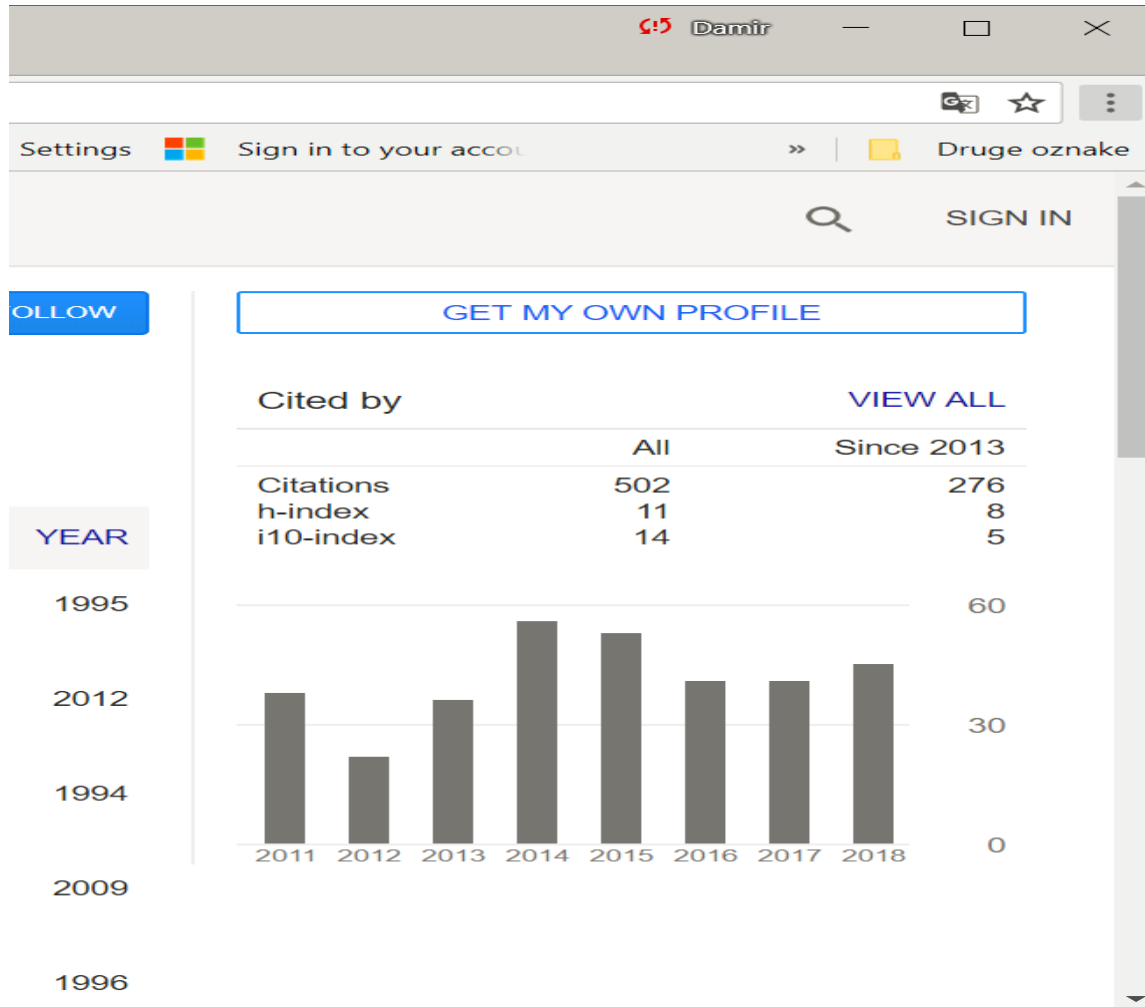 Damir
Settings Sign in to your accou » Druge oznake
SIGN IN
OLLOW
GET MY OWN PROFILE
Cited by VIEW ALL
All Since 2013
Citations 502 276
h-index 11 8
i10-index 14 5
YEAR
1995
2012
1994
2009
1996
60
30
0
2011 2012 2013 2014 2015 2016 2017 2018